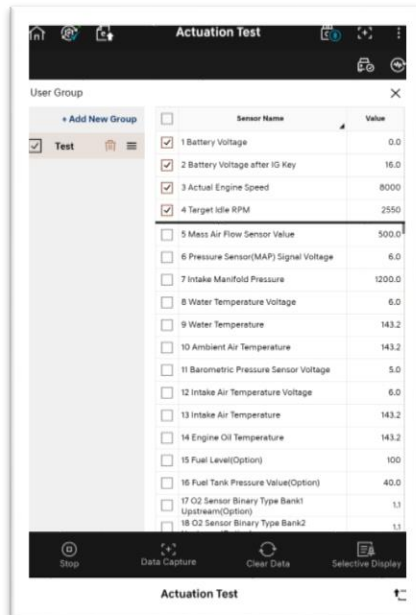 Actuation Test
User Group
+ Add New Group
Sensor Name Value
Test
1 Battery Voltage 0.0
2 Battery Voltage after IG Key 16.0
3 Actual Engine Speed 8000
4 Target Idle RPM 2550
5 Mass Air Flow Sensor Value 500.0
6 Pressure Sensor(MAP) Signal Voltage 6.0
7 Intake Manifold Pressure 1200.0
8 Water Temperature Voltage 6.0
9 Water Temperature 143.2
10 Ambient Air Temperature 143.2
11 Barometric Pressure Sensor Voltage 5.0
12 Intake Air Temperature Voltage 6.0
13 Intake Air Temperature 143.2
14 Engine Oil Temperature 143.2
15 Fuel Level(Option) 100
16 Fuel Tank Pressure Value(Option) 40.0
17 O2 Sensor Binary Type Bank1
Upstream(Option) 1.1
18 O2 Sensor Binary Type Bank2
1.1
Stop
Data Capture
Clear Data
Selective Display
Actuation Test